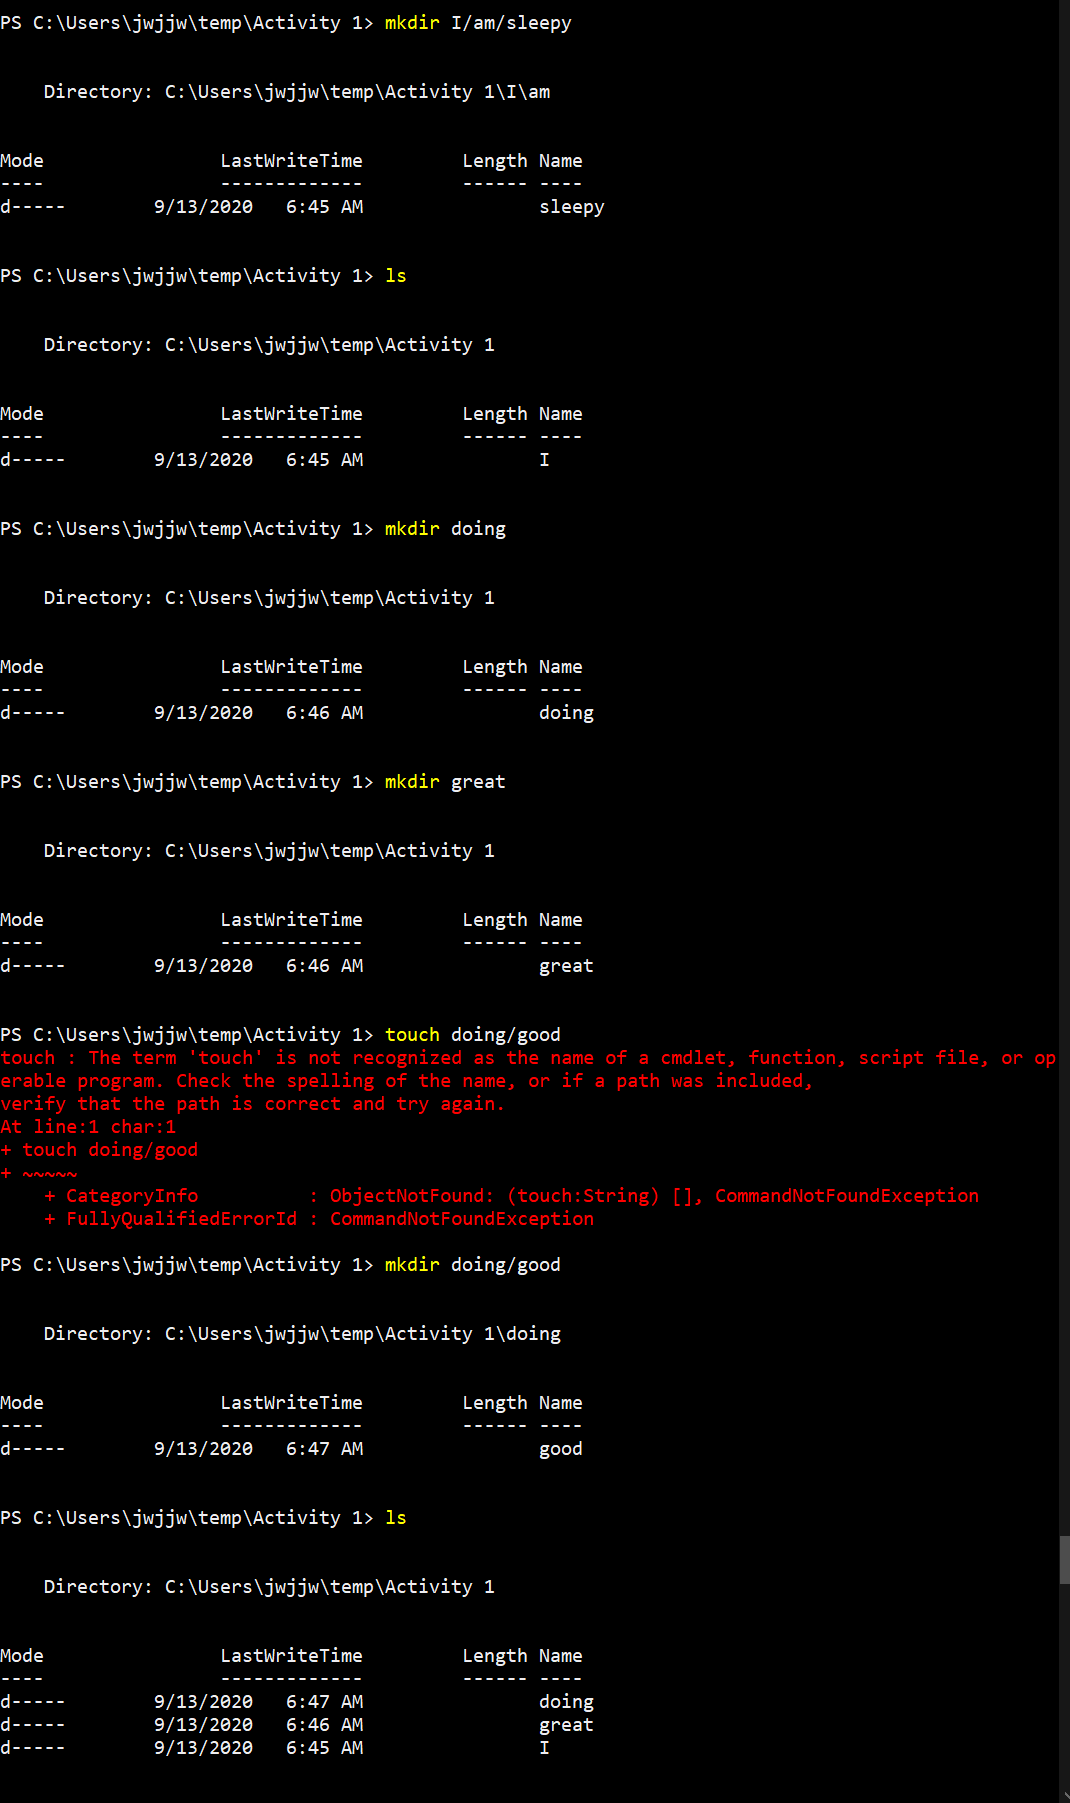 PS C:\Users\jwjjw\temp\Activity 1> mkdir I/am/sleepy
    Directory: C:\Users\jwjjw\temp\Activity 1\I\am
Mode                LastWriteTime         Length Name
----                -------------         ------ ----
d-----        9/13/2020   6:45 AM                sleepy
PS C:\Users\jwjjw\temp\Activity 1> ls
    Directory: C:\Users\jwjjw\temp\Activity 1
Mode                LastWriteTime         Length Name
----                -------------         ------ ----
d-----        9/13/2020   6:45 AM                I
PS C:\Users\jwjjw\temp\Activity 1> mkdir doing
    Directory: C:\Users\jwjjw\temp\Activity 1
Mode                LastWriteTime         Length Name
----                -------------         ------ ----
d-----        9/13/2020   6:46 AM                doing
PS C:\Users\jwjjw\temp\Activity 1> mkdir great
    Directory: C:\Users\jwjjw\temp\Activity 1
Mode                LastWriteTime         Length Name
----                -------------         ------ ----
d-----        9/13/2020   6:46 AM                great
PS C:\Users\jwjjw\temp\Activity 1> touch doing/good
touch : The term 'touch' is not recognized as the name of a cmdlet, function, script file, or op
erable program. Check the spelling of the name, or if a path was included,
verify that the path is correct and try again.
At line:1 char:1
+ touch doing/good
+ ~~~~~
    + CategoryInfo          : ObjectNotFound: (touch:String) [], CommandNotFoundException
    + FullyQualifiedErrorId : CommandNotFoundException
PS C:\Users\jwjjw\temp\Activity 1> mkdir doing/good
    Directory: C:\Users\jwjjw\temp\Activity 1\doing
Mode                LastWriteTime         Length Name
----                -------------         ------ ----
d-----        9/13/2020   6:47 AM                good
PS C:\Users\jwjjw\temp\Activity 1> ls
    Directory: C:\Users\jwjjw\temp\Activity 1
Mode                LastWriteTime         Length Name
----                -------------         ------ ----
d-----        9/13/2020   6:47 AM                doing
d-----        9/13/2020   6:46 AM                great
d-----        9/13/2020   6:45 AM                I